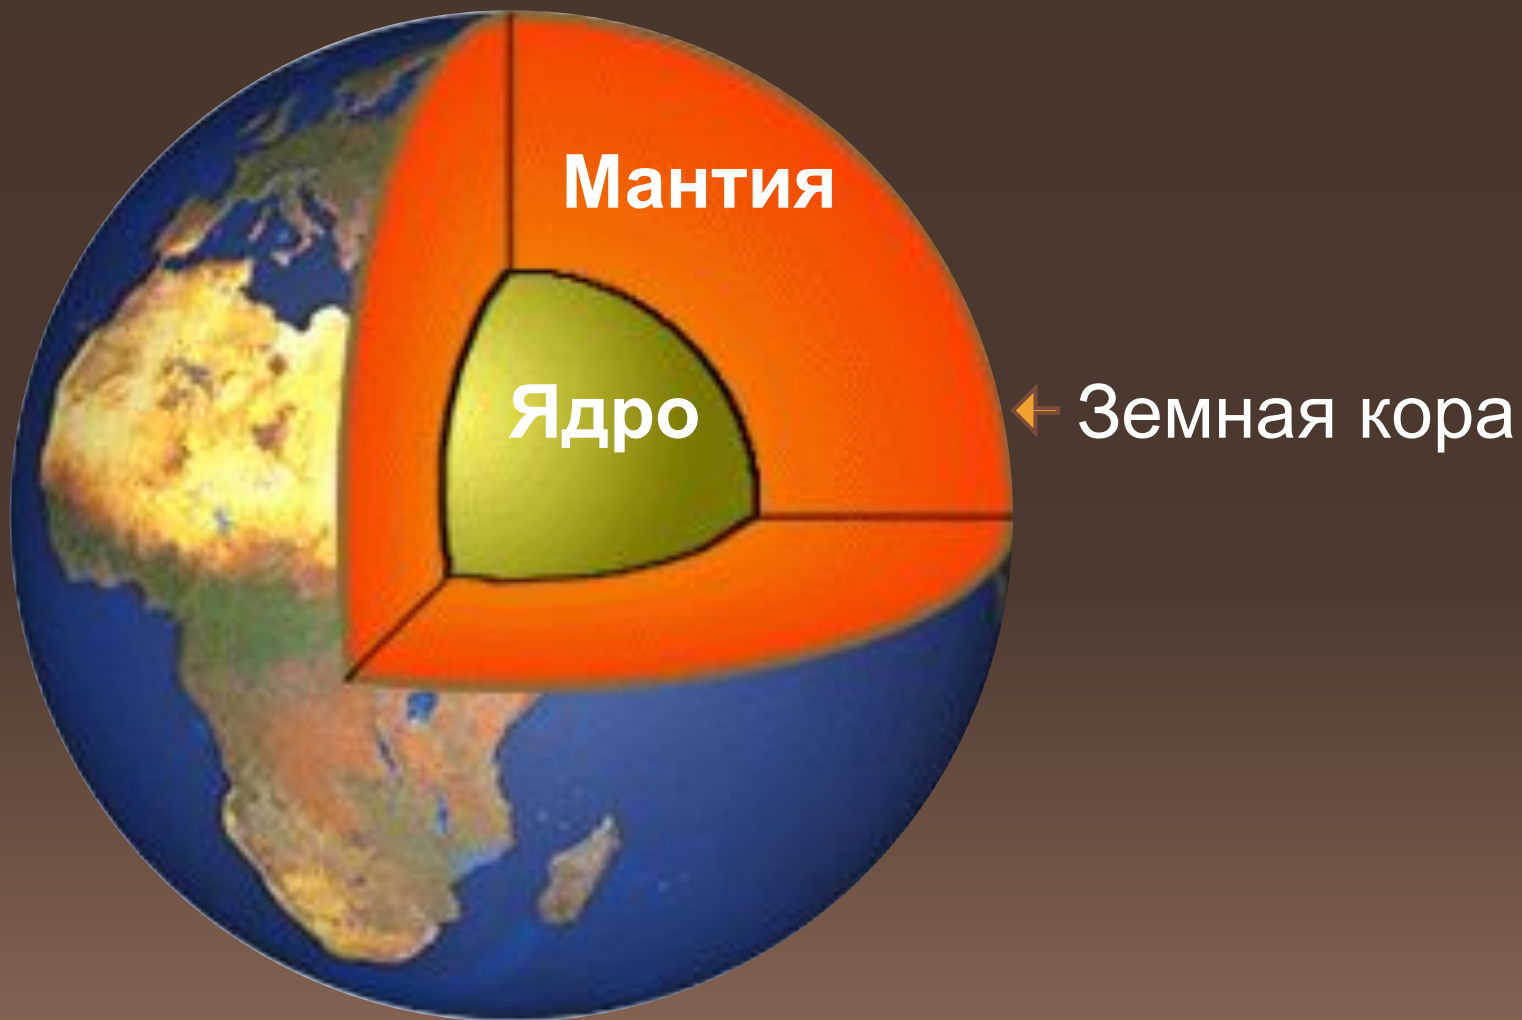 Мантия
Ядро
Земная кора